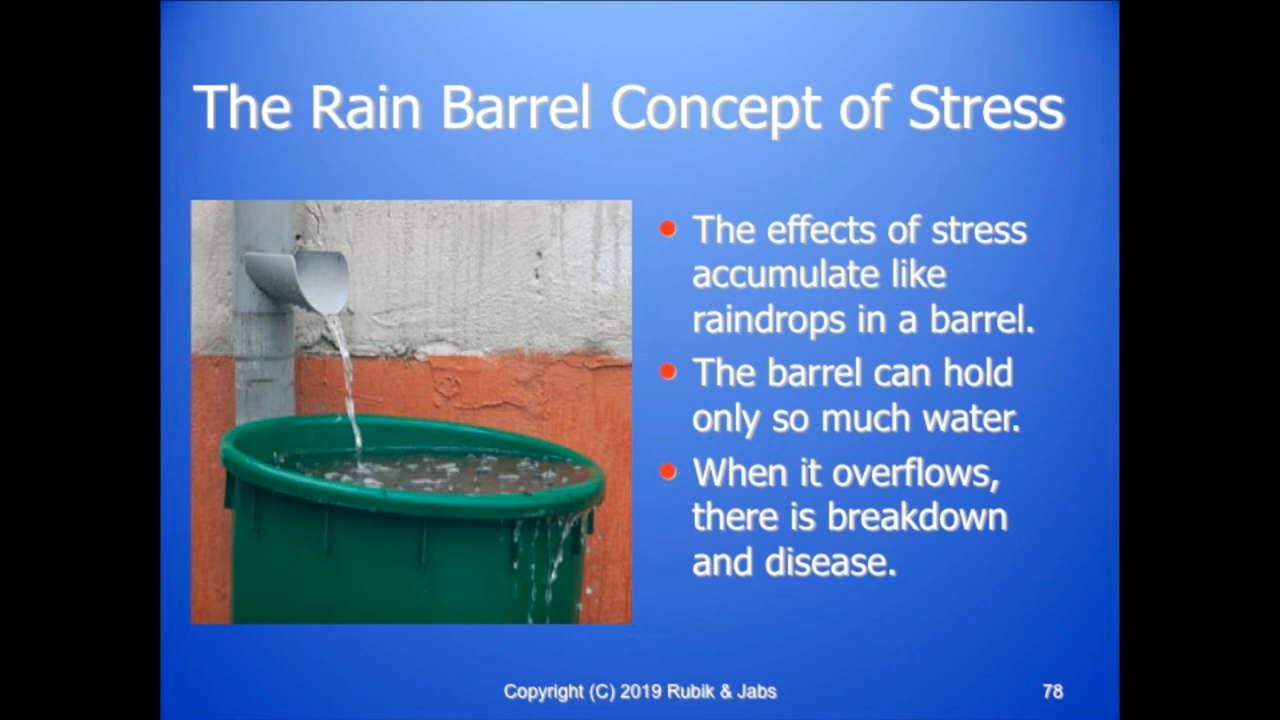 The Rain Barrel Concept of Stress
The effects of stress
accumulate like
raindrops in a barrel.
The barrel can hold
only so much water.
When it overflows,
there is breakdown
and disease.
Copyright (C) 2019 Rubik & Jabs
78